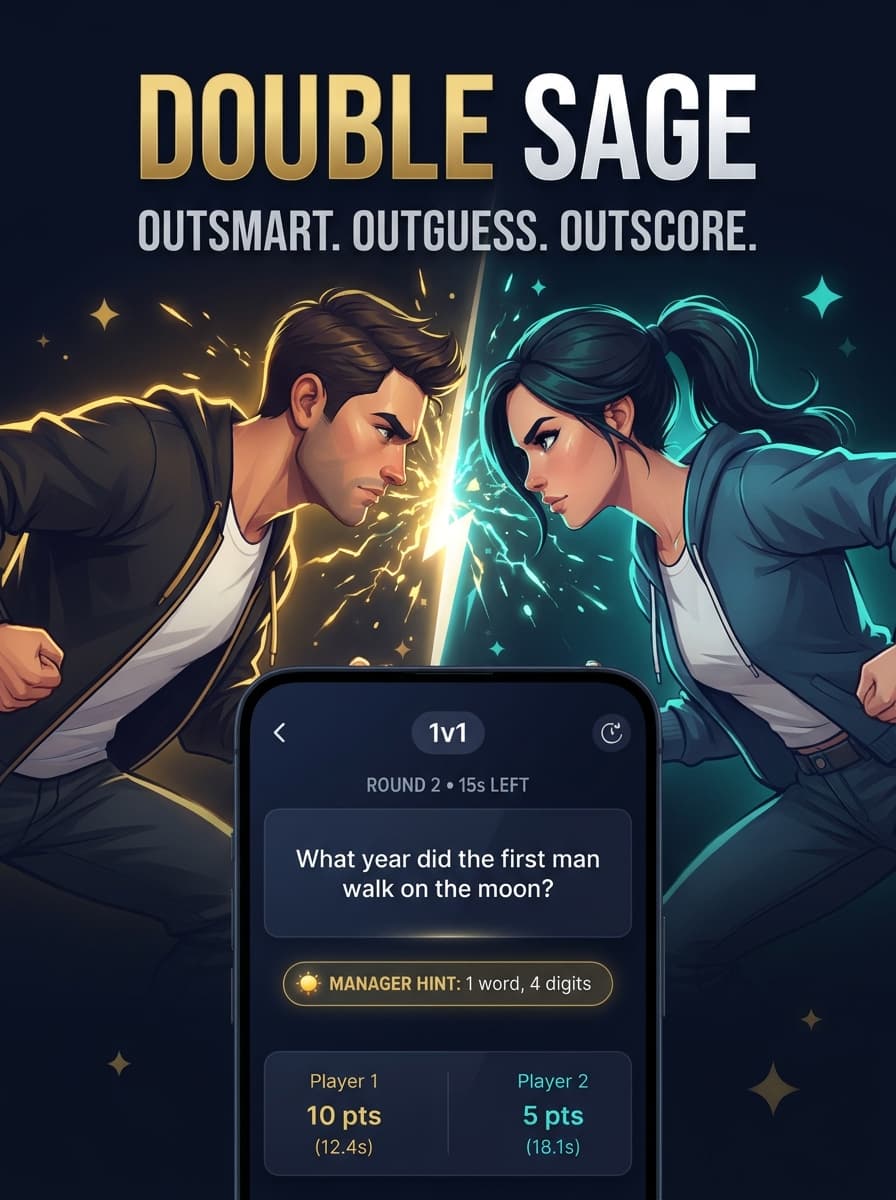 DOUBLE SAGE
OUTSMART. OUTGUESS. OUTSCORE.
1v1
ROUND 2 • 15s LEFT
What year did the first man
walk on the moon?
MANAGER HINT: 1 word, 4 digits
Player 1
10 pts
(12.4s)
Player 2
5 pts
(18.1s)